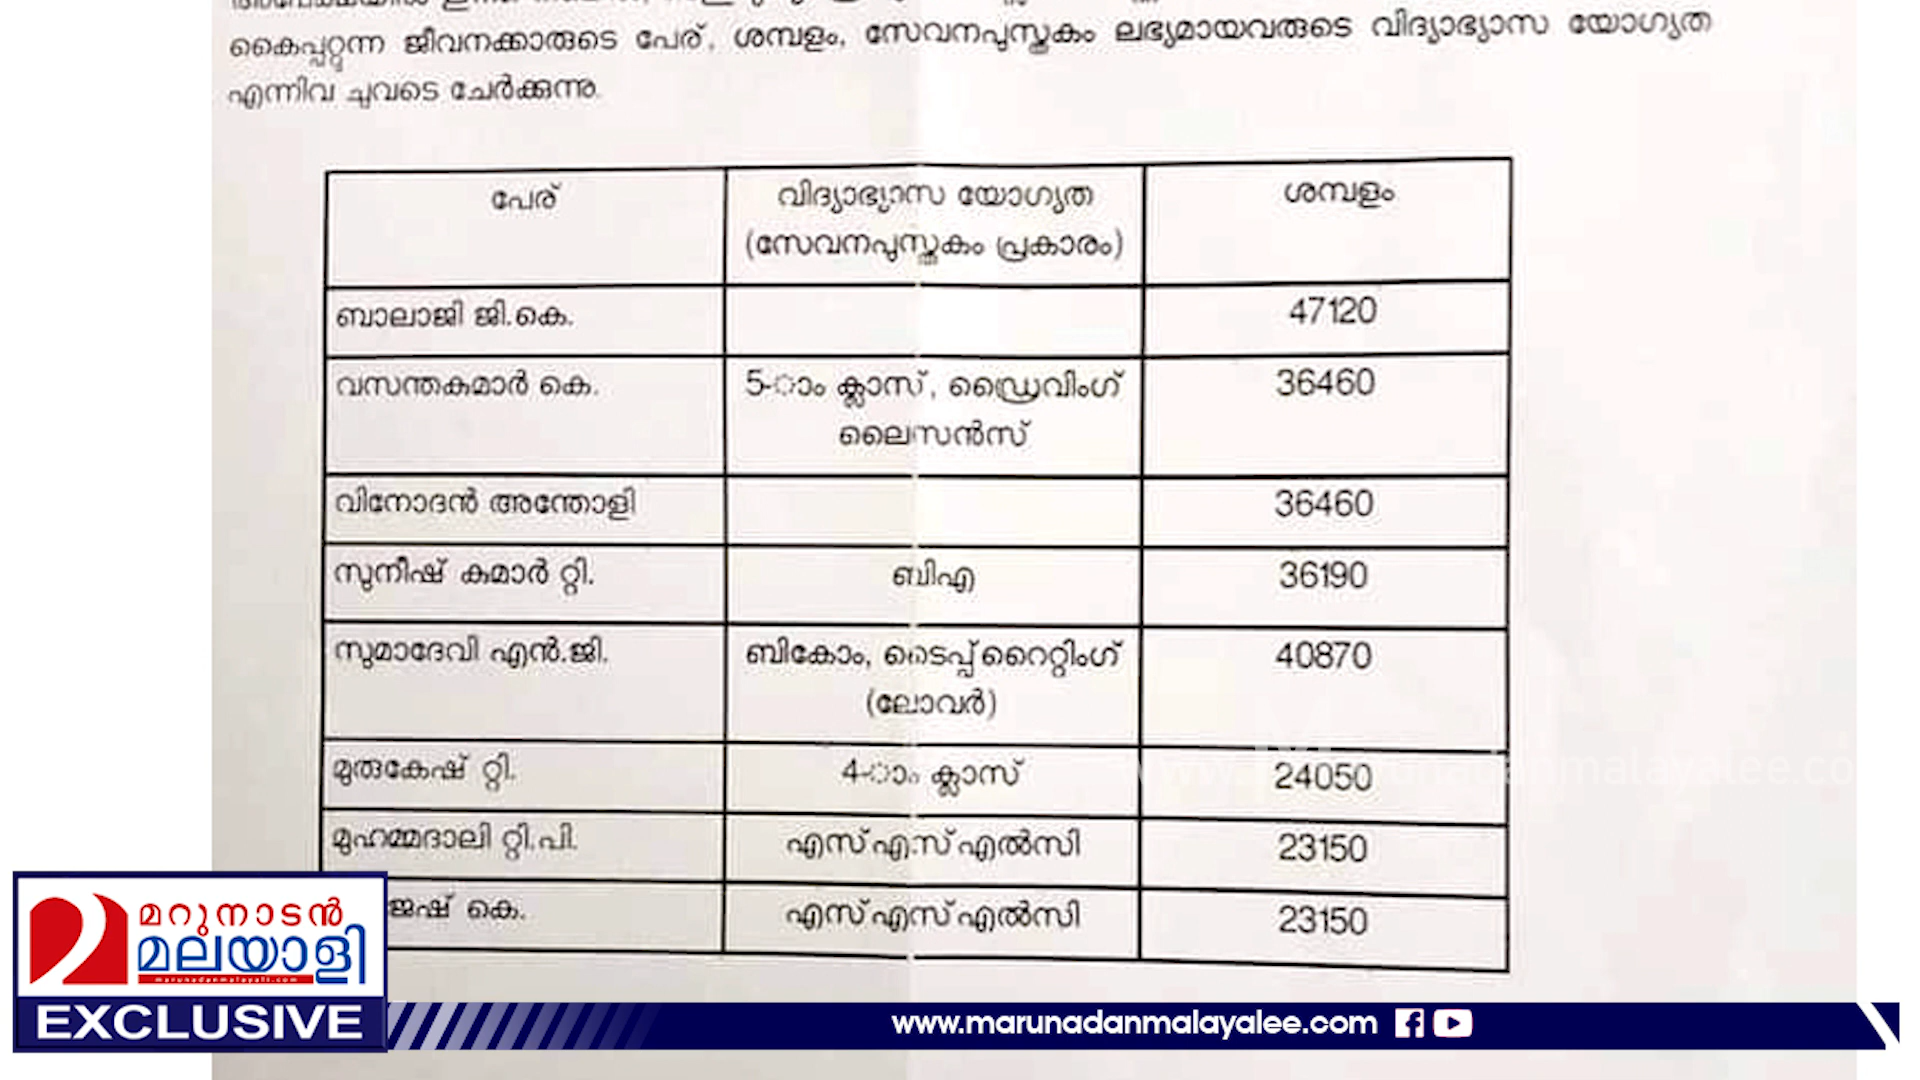 കൈപ്പറ്റുന്ന ജീവനക്കാരുടെ പേര്, ശമ്പളം, സേവനപുസ്തകം ലഭ്യമായവരുടെ വിദ്യാഭ്യാസ യോഗ്യത
എന്നിവ ചുവടെ ചേർക്കുന്നു.
പേര് വിദ്യാഭ്യാസ യോഗ്യത ശമ്പളം
(സേവനപുസ്തകം പ്രകാരം)
ബാലാജി ജി.കെ. 47120
വസന്തകുമാർ കെ. 5-ാം ക്ലാസ്, ഡ്രൈവിംഗ് 36460
ലൈസൻസ്
വിനോദൻ അന്തോളി 36460
സുനീഷ് കുമാർ റ്റി. ബിഎ 36190
സുമാദേവി എൻ.ജി. ബികോം, ടൈപ്പ്റൈറ്റിംഗ് 40870
(ലോവർ)
മുരുകേഷ് റ്റി. 4-ാം ക്ലാസ് 24050
മുഹമ്മദാലി റ്റി.പി. എസ്എസ്എൽസി 23150
കെ. എസ്എസ്എൽസി 23150
മറുനാടൻ
മലയാളി
marunadanmalayali.com
EXCLUSIVE
www.marunadanmalayalee.com